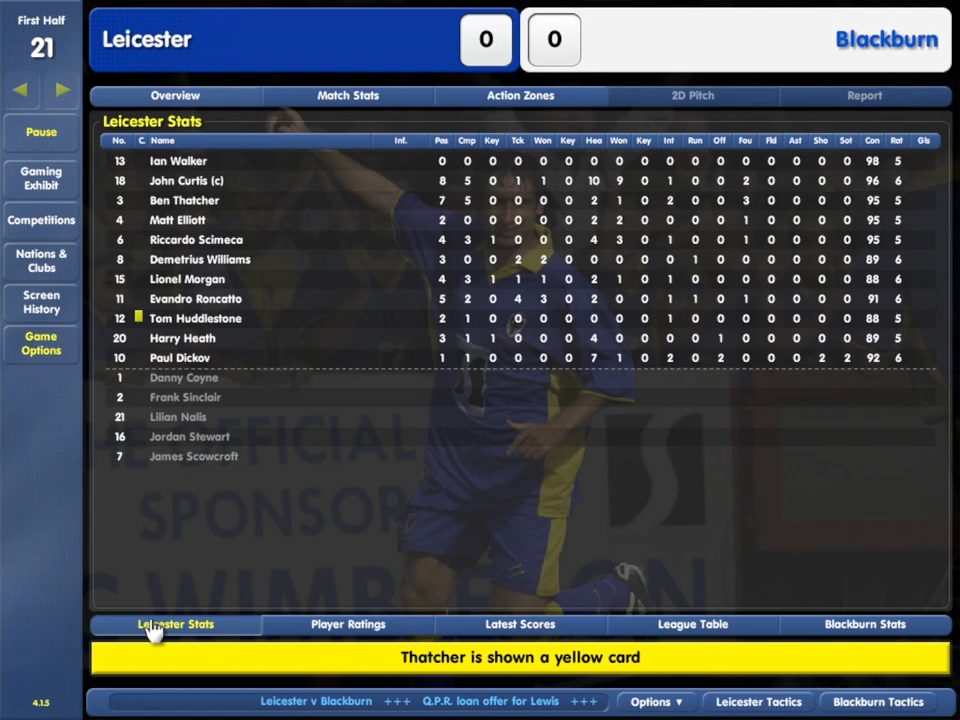 First Half
21
Leicester 0 0 Blackburn
Overview Match Stats Action Zones 2D Pitch Report
Pause
Gaming Exhibit
Competitions
Nations & Clubs
Screen History
Game Options
Leicester Stats
No. C. Name Inf. Pas Cmp Key Tck Won Key Hea Won Key Int Run Off Fou Fld Ast Sho Sot Con Rat Gls
13 Ian Walker 0 0 0 0 0 0 0 0 0 0 0 0 0 0 0 0 0 98 5
18 John Curtis (c) 8 5 0 1 1 0 10 9 0 1 0 0 2 0 0 0 0 96 6
3 Ben Thatcher 7 5 0 0 0 0 2 1 0 2 0 0 3 0 0 0 0 95 5
4 Matt Elliott 2 0 0 0 0 0 2 2 0 0 0 0 1 0 0 0 0 95 5
6 Riccardo Scimeca 4 3 1 0 0 0 4 3 0 1 0 0 1 0 0 0 0 95 5
8 Demetrius Williams 3 0 0 2 2 0 0 0 0 0 1 0 0 0 0 0 0 89 6
15 Lionel Morgan 4 3 1 1 1 0 2 1 0 1 0 0 0 0 0 0 0 88 6
11 Evandro Roncatto 5 2 0 4 3 0 2 0 0 1 1 0 1 0 0 0 0 91 6
12 Tom Huddlestone 2 1 0 0 0 0 0 0 0 1 0 0 0 0 0 0 0 88 5
20 Harry Heath 3 1 1 0 0 0 4 0 0 0 0 1 0 0 0 0 0 89 5
10 Paul Dickov 1 1 0 0 0 0 7 1 0 2 0 2 0 0 0 2 2 92 6
1 Danny Coyne
2 Frank Sinclair
21 Lilian Nalis
16 Jordan Stewart
7 James Scowcroft
THE OFFICIAL
SPONSOR
WIMBLEDON
Leicester Stats Player Ratings Latest Scores League Table Blackburn Stats
Thatcher is shown a yellow card
4.1.5
Leicester v Blackburn +++ Q.P.R. loan offer for Lewis +++ Options ▼ Leicester Tactics Blackburn Tactics